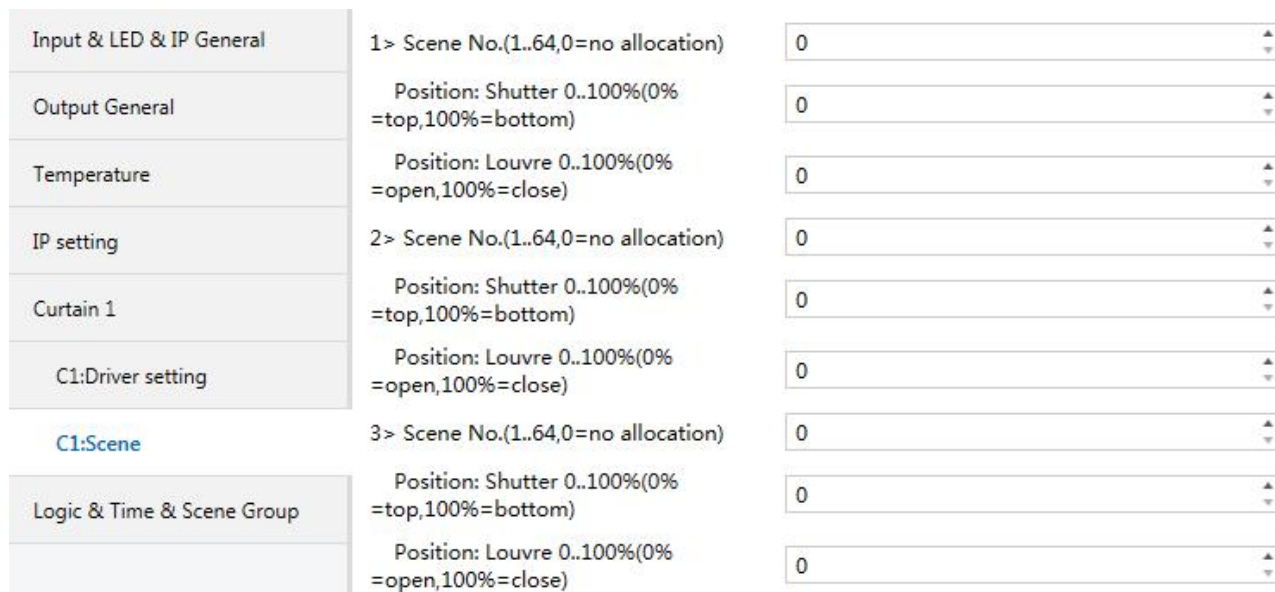 Input & LED & IP General
Output General
Temperature
IP setting
Curtain 1
C1:Driver setting
C1:Scene
Logic & Time & Scene Group
1> Scene No.(1..64,0=no allocation)
0
Position: Shutter 0..100%(0%
=top,100%=bottom)
0
Position: Louvre 0..100%(0%
=open,100%=close)
0
2> Scene No.(1..64,0=no allocation)
0
Position: Shutter 0..100%(0%
=top,100%=bottom)
0
Position: Louvre 0..100%(0%
=open,100%=close)
0
3> Scene No.(1..64,0=no allocation)
0
Position: Shutter 0..100%(0%
=top,100%=bottom)
0
Position: Louvre 0..100%(0%
=open,100%=close)
0